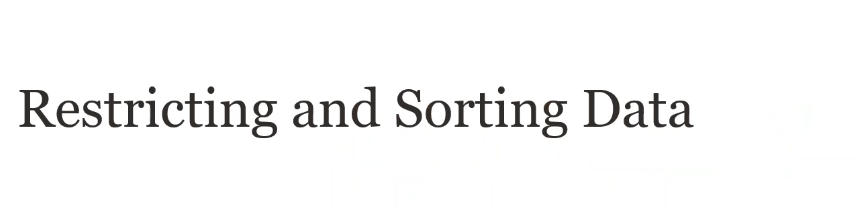 Restricting and Sorting Data